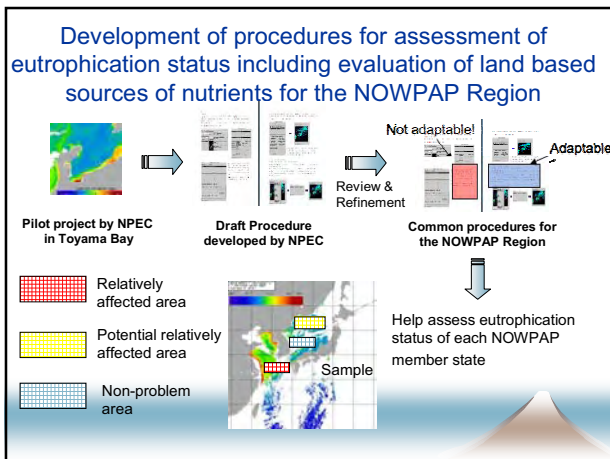 Development of procedures for assessment of
eutrophication status including evaluation of land based
sources of nutrients for the NOWPAP Region
Not adaptable!
Adaptable
Review &
Refinement
Pilot project by NPEC
in Toyama Bay
Draft Procedure
developed by NPEC
Common procedures for
the NOWPAP Region
Relatively
affected area
Potential relatively
affected area
Non-problem
area
Sample
Help assess eutrophication
status of each NOWPAP
member state